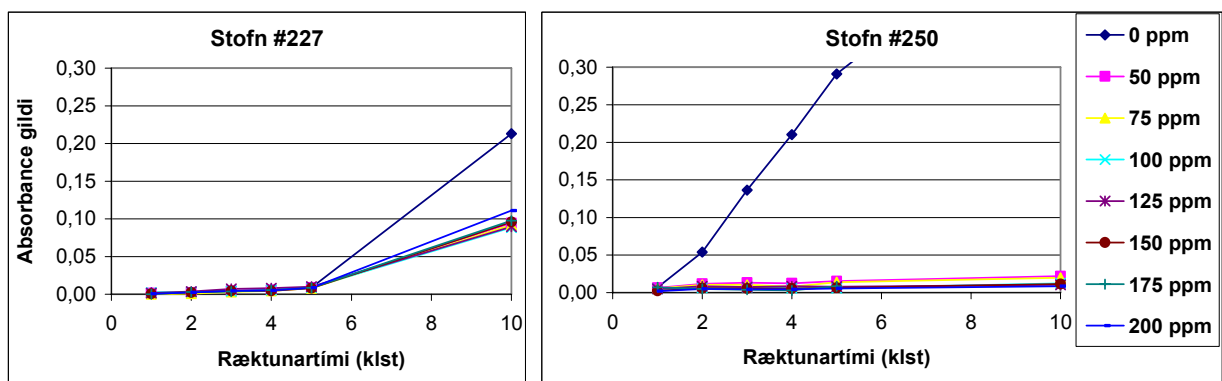 Stofn #227
Absorbance gildi
0,30
0,25
0,20
0,15
0,10
0,05
0,00
0 2 4 6 8 10
Ræktunartími (klst)
Stofn #250
0,30
0,25
0,20
0,15
0,10
0,05
0,00
0 2 4 6 8 10
Ræktunartími (klst)
0 ppm
50 ppm
75 ppm
100 ppm
125 ppm
150 ppm
175 ppm
200 ppm